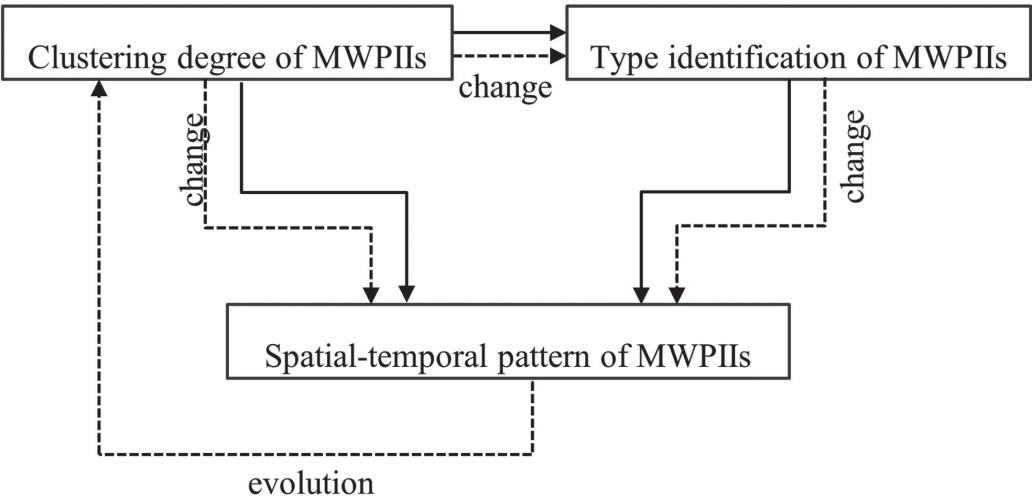 Clustering degree of MWPIIs
Type identification of MWPIIs
change
change
change
Spatial-temporal pattern of MWPIIs
evolution